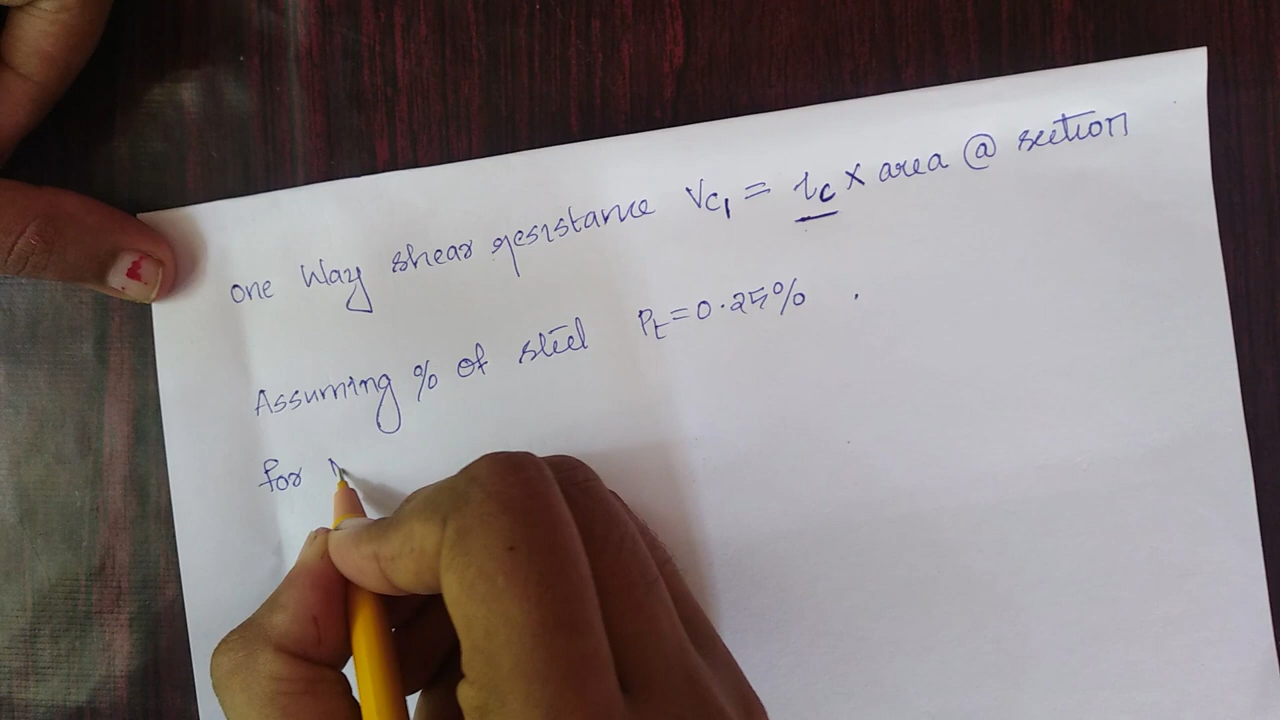 one Way shear resistance Vc₁ = τc × area @ section
Assuming % of steel Pt = 0.25%
for